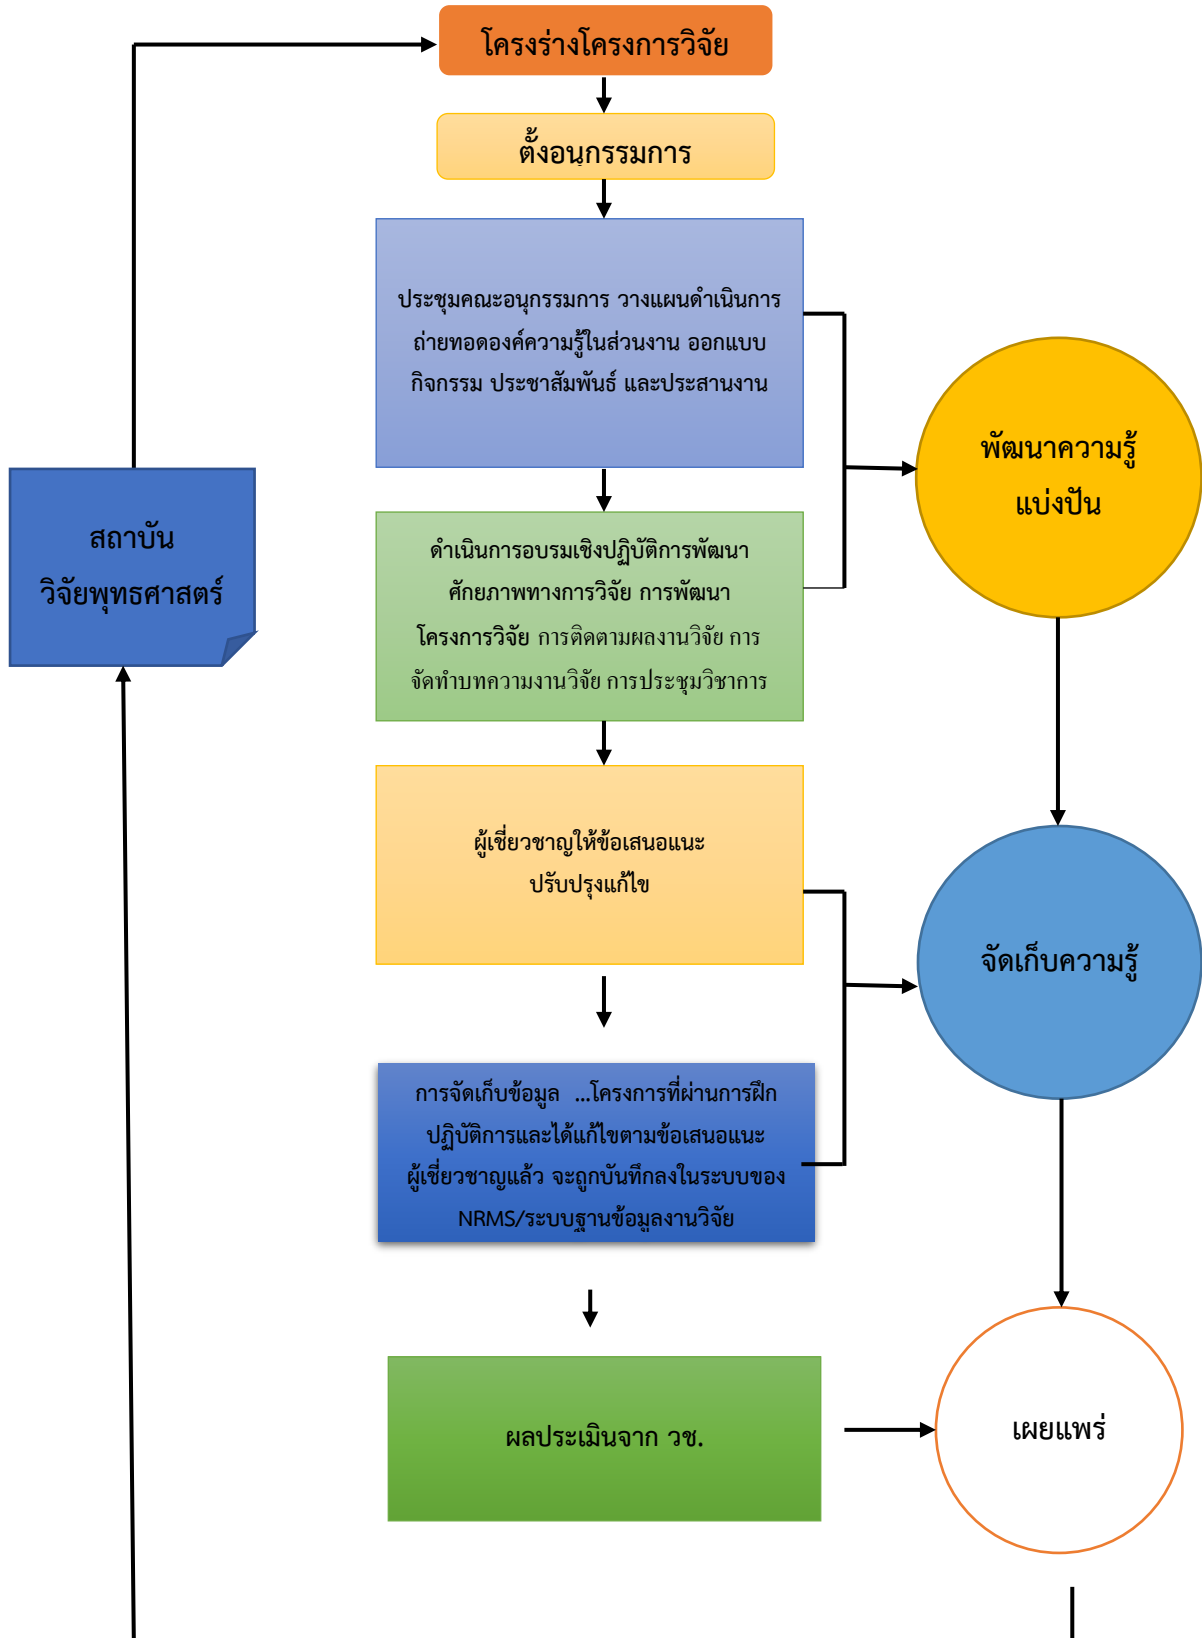 โครงร่างโครงการวิจัย
ตั้งอนุกรรมการ
ประชุมคณะอนุกรรมการ วางแผนดำเนินการ
ถ่ายทอดองค์ความรู้ในส่วนงาน ออกแบบ
กิจกรรม ประชาสัมพันธ์ และประสานงาน
พัฒนาความรู้
แบ่งปัน
สถาบัน
วิจัยพุทธศาสตร์
ดำเนินการอบรมเชิงปฏิบัติการพัฒนา
ศักยภาพทางการวิจัย การพัฒนา
โครงการวิจัย การติดตามผลงานวิจัย การ
จัดทำบทความงานวิจัย การประชุมวิชาการ
ผู้เชี่ยวชาญให้ข้อเสนอแนะ
ปรับปรุงแก้ไข
จัดเก็บความรู้
การจัดเก็บข้อมูล ...โครงการที่ผ่านการฝึก
ปฏิบัติการและได้แก้ไขตามข้อเสนอแนะ
ผู้เชี่ยวชาญแล้ว จะถูกบันทึกลงในระบบของ
NRMS/ระบบฐานข้อมูลงานวิจัย
ผลประเมินจาก วช.
เผยแพร่